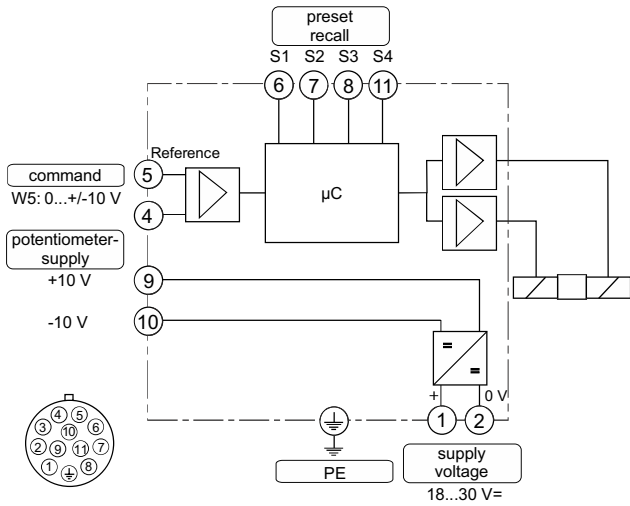 preset
recall
S1 S2 S3 S4
6 7 8 11
Reference
command
5
W5: 0...+/-10 V
µC
4
potentiometer-
supply
+10 V
9
-10 V
10
=
=
+ 0 V
1 2
4 5
3 10 6
2 9 11 7
1 8
PE
supply
voltage
18...30 V=